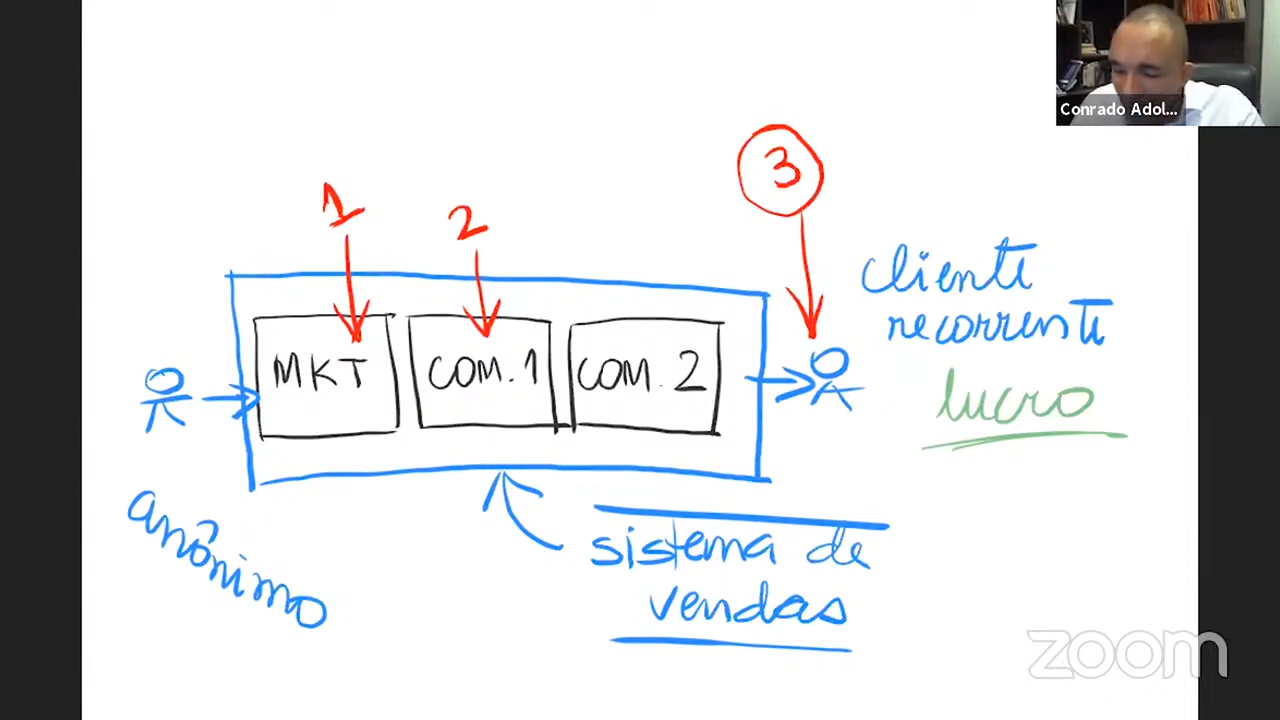 Conrado Adol...
3
1
2
cliente
recorrente
MKT
COM.1
COM.2
lucro
anônimo
sistema de
vendas
zoom